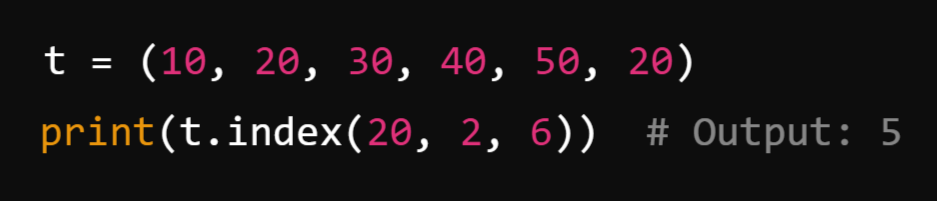 t = (10, 20, 30, 40, 50, 20)
print(t.index(20, 2, 6))  # Output: 5